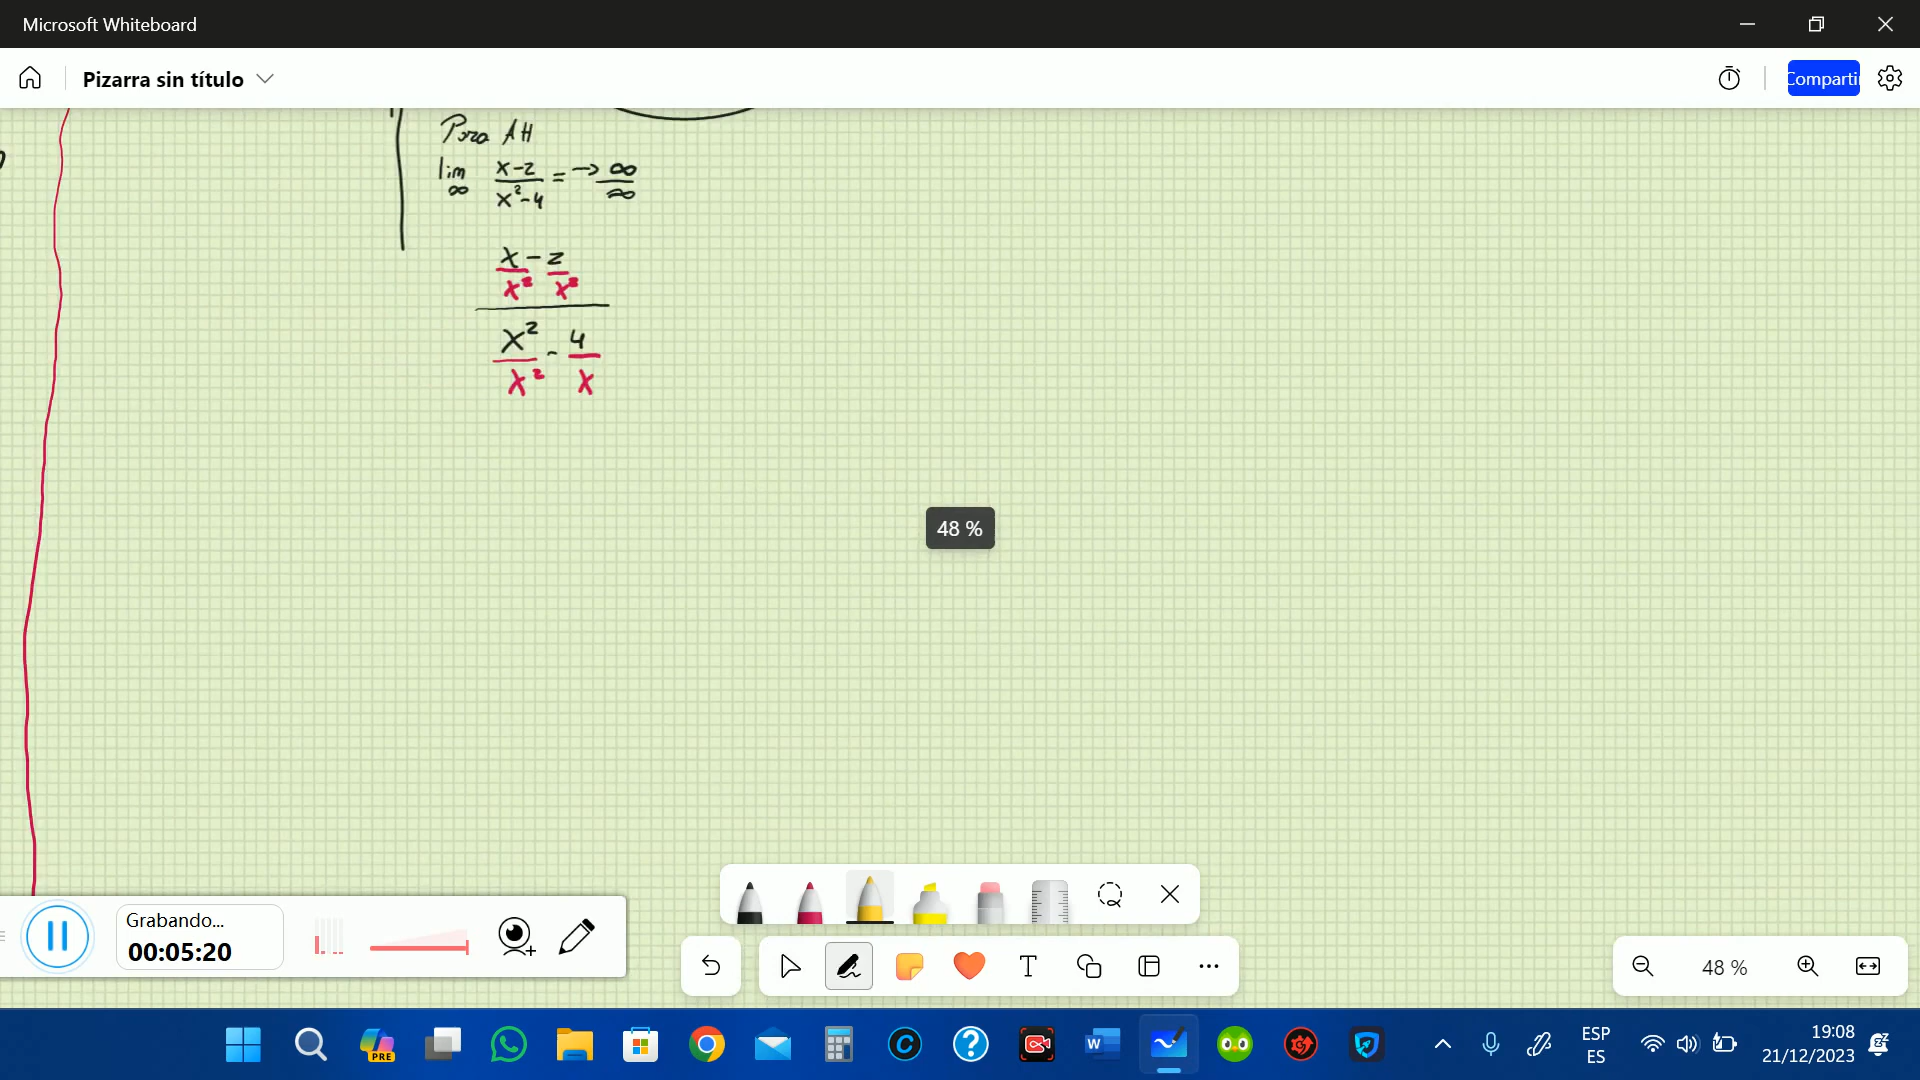 Microsoft Whiteboard
Pizarra sin título
Comparti
Para AH
lim x-2 / x²-4 = → ∞ / ∞
∞
x - 2
x² x²
x² - 4
x² x
48 %
Grabando...
00:05:20
T
48 %
PRE
C
?
W
ESP
ES
19:08
21/12/2023